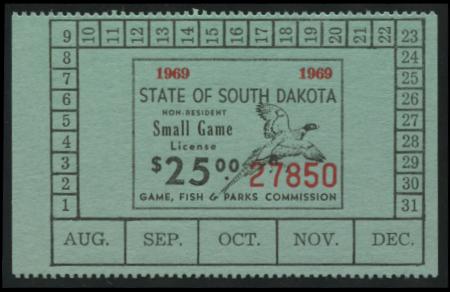 9 10 11 12 13 14 15 16 17 18 19 20 21 22 23
8 24
7 1969 1969 25
6 STATE OF SOUTH DAKOTA 26
5 NON-RESIDENT 27
4 Small Game 28
License
3 $25.00 27850 29
2 GAME, FISH & PARKS COMMISSION 30
1 31
AUG. SEP. OCT. NOV. DEC.